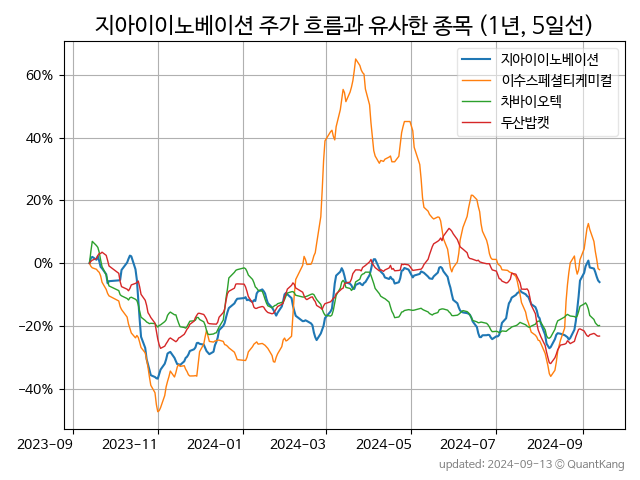 지아이이노베이션 주가 흐름과 유사한 종목 (1년, 5일선)
지아이이노베이션
이수스페셜티케미컬
차바이오텍
두산밥캣
60%
40%
20%
0%
−20%
−40%
2023-09 2023-11 2024-01 2024-03 2024-05 2024-07 2024-09
updated: 2024-09-13 © QuantKang